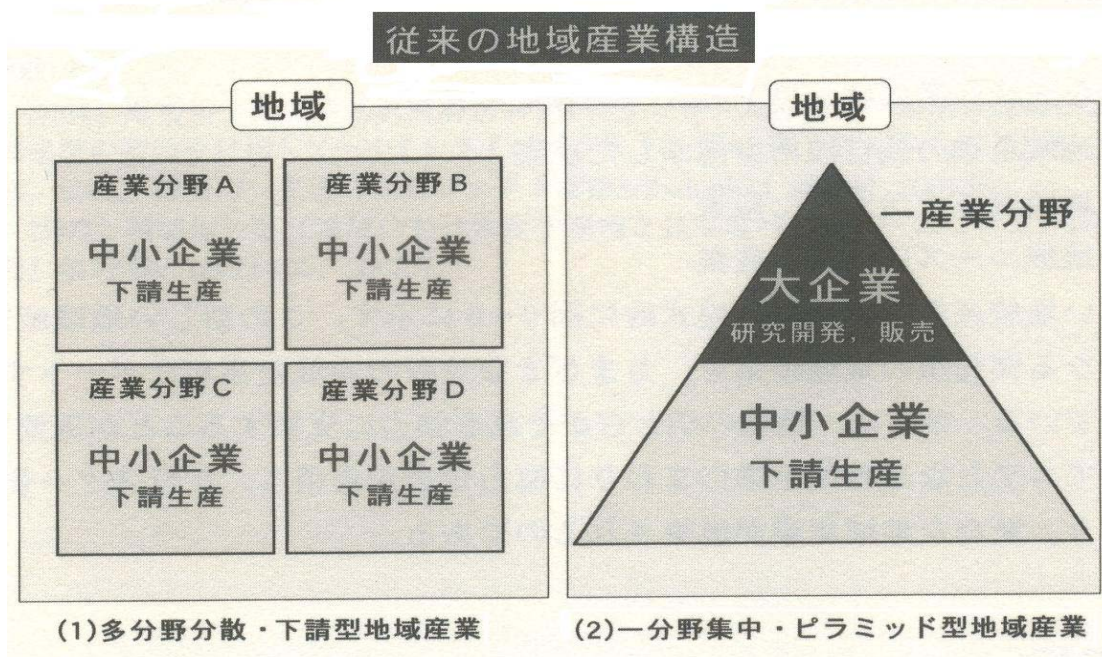 従来の地域産業構造
地域
産業分野A
中小企業
下請生産
産業分野B
中小企業
下請生産
産業分野C
中小企業
下請生産
産業分野D
中小企業
下請生産
(1)多分野分散・下請型地域産業
地域
一産業分野
大企業
研究開発，販売
中小企業
下請生産
(2)一分野集中・ピラミッド型地域産業